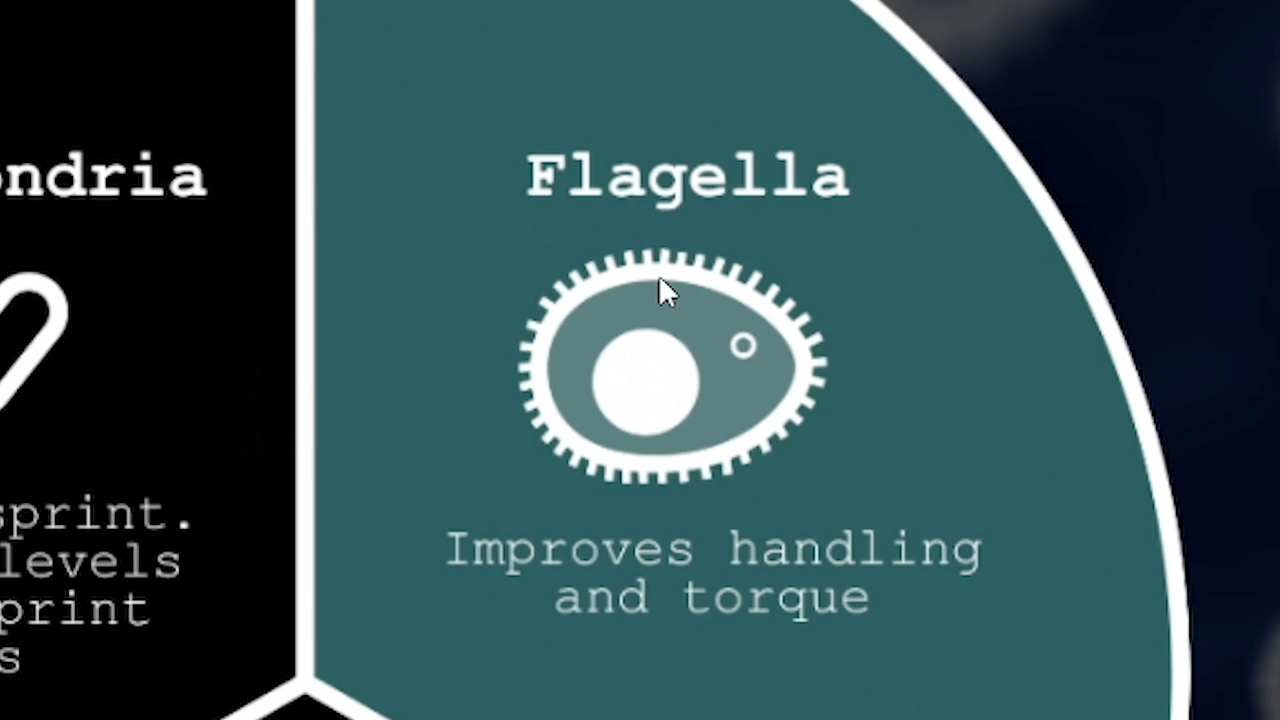 ondria
sprint.
levels
print
s
Flagella
Improves handling
and torque